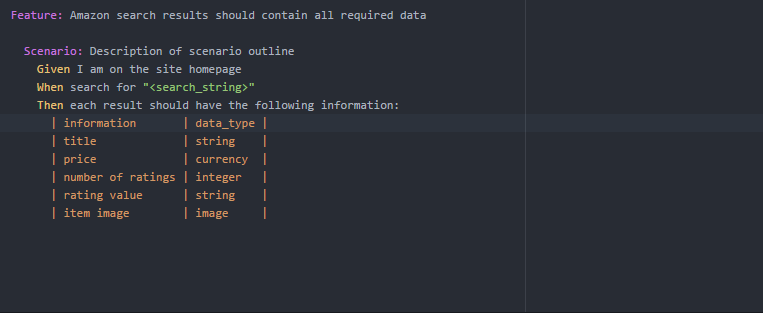 Feature: Amazon search results should contain all required data
Scenario: Description of scenario outline
Given I am on the site homepage
When search for "<search_string>"
Then each result should have the following information:
| information | data_type |
| title | string |
| price | currency |
| number of ratings | integer |
| rating value | string |
| item image | image |